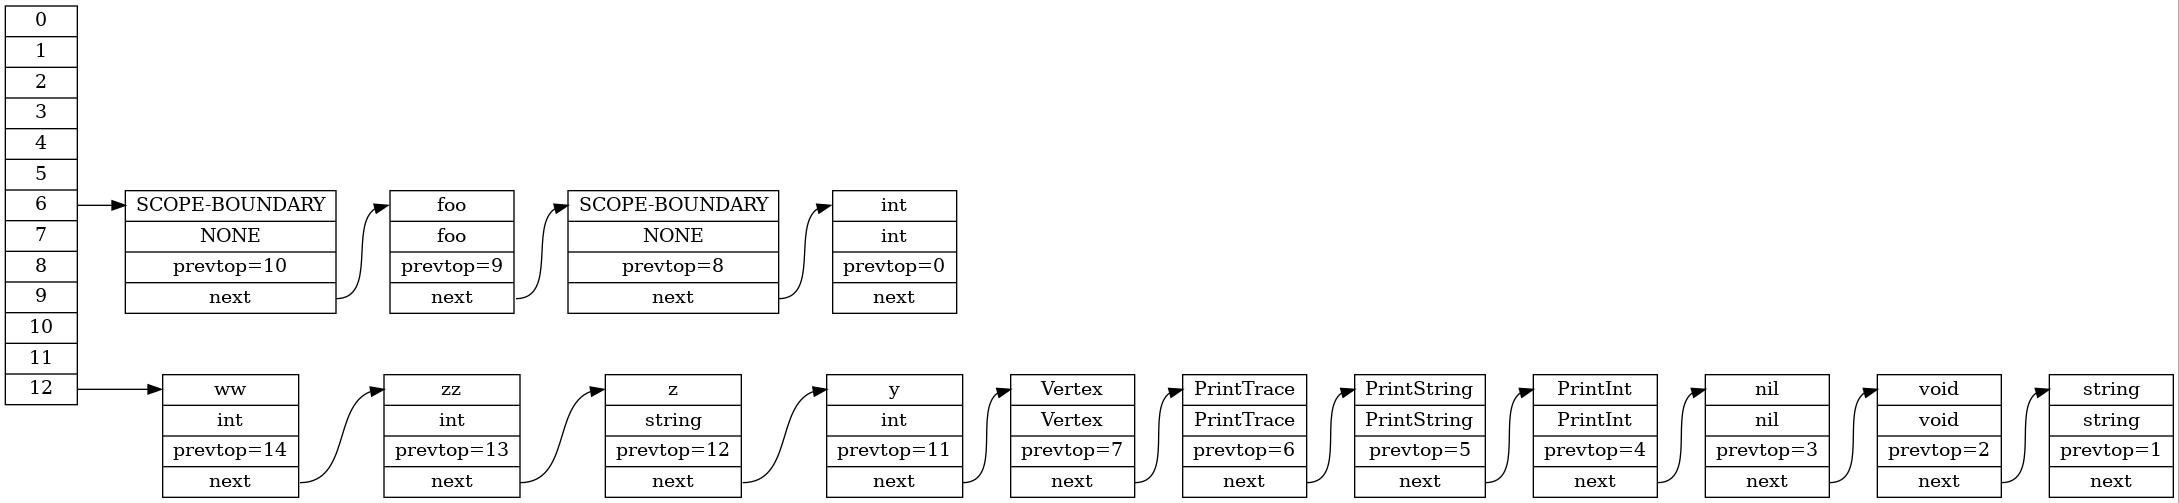 0
1
2
3
4
5
6
7
8
9
10
11
12
SCOPE-BOUNDARY
NONE
prevtop=10
next
foo
foo
prevtop=9
next
SCOPE-BOUNDARY
NONE
prevtop=8
next
int
int
prevtop=0
next
ww
int
prevtop=14
next
zz
int
prevtop=13
next
z
string
prevtop=12
next
y
int
prevtop=11
next
Vertex
Vertex
prevtop=7
next
PrintTrace
PrintTrace
prevtop=6
next
PrintString
PrintString
prevtop=5
next
PrintInt
PrintInt
prevtop=4
next
nil
nil
prevtop=3
next
void
void
prevtop=2
next
string
string
prevtop=1
next